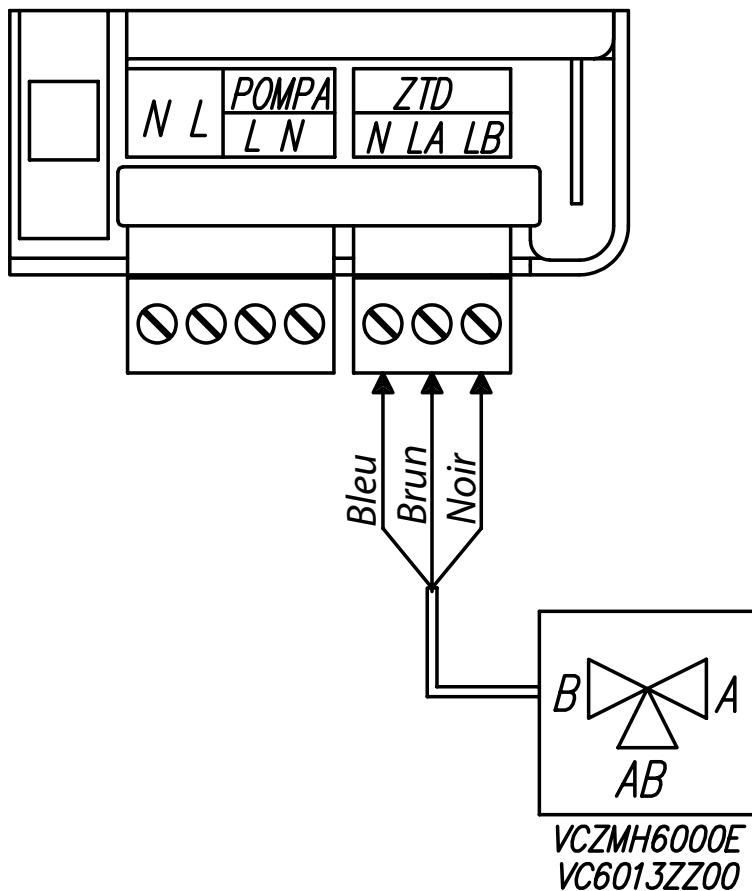 POMPA
ZTD
N L
L N
N LA LB
Bleu
Brun
Noir
B
A
AB
VCZMH6000E
VC6013ZZ00